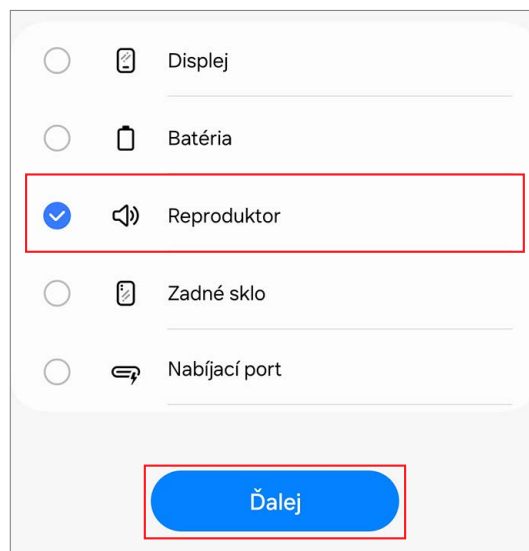 Displej
Batéria
Reproduktor
Zadné sklo
Nabíjací port
Ďalej